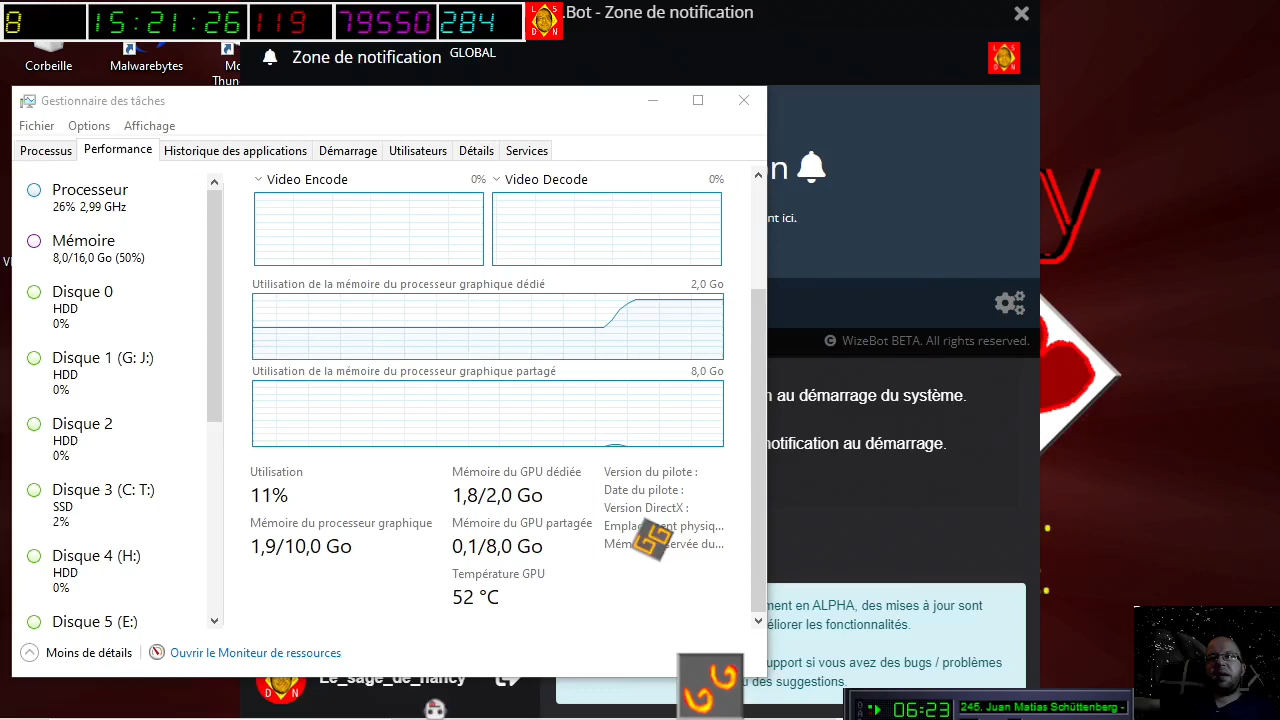 8 15:21:26 119 79550 284
L S
D N
.Bot - Zone de notification
Zone de notification GLOBAL
Corbeille
Malwarebytes
Mo
Thun
Gestionnaire des tâches
Fichier Options Affichage
Processus Performance Historique des applications Démarrage Utilisateurs Détails Services
Processeur
26% 2,99 GHz
Mémoire
8,0/16,0 Go (50%)
Disque 0
HDD
0%
Disque 1 (G: J:)
HDD
0%
Disque 2
HDD
0%
Disque 3 (C: T:)
SSD
2%
Disque 4 (H:)
HDD
0%
Disque 5 (E:)
Video Encode 0% Video Decode 0%
Utilisation de la mémoire du processeur graphique dédié 2,0 Go
Utilisation de la mémoire du processeur graphique partagé 8,0 Go
Utilisation
11%
Mémoire du processeur graphique
1,9/10,0 Go
Mémoire du GPU dédiée
1,8/2,0 Go
Mémoire du GPU partagée
0,1/8,0 Go
Température GPU
52 °C
Version du pilote :
Date du pilote :
Version DirectX :
physiq...
du...
Moins de détails Ouvrir le Moniteur de ressources
n
nt ici.
© WizeBot BETA. All rights reserved.
n au démarrage du système.
notification au démarrage.
ment en ALPHA, des mises à jour sont
éliorer les fonctionnalités.
upport si vous avez des bugs / problèmes
u des suggestions.
Le_sage_de_nancy
y
06:23
245. Juan Matias Schüttenberg -